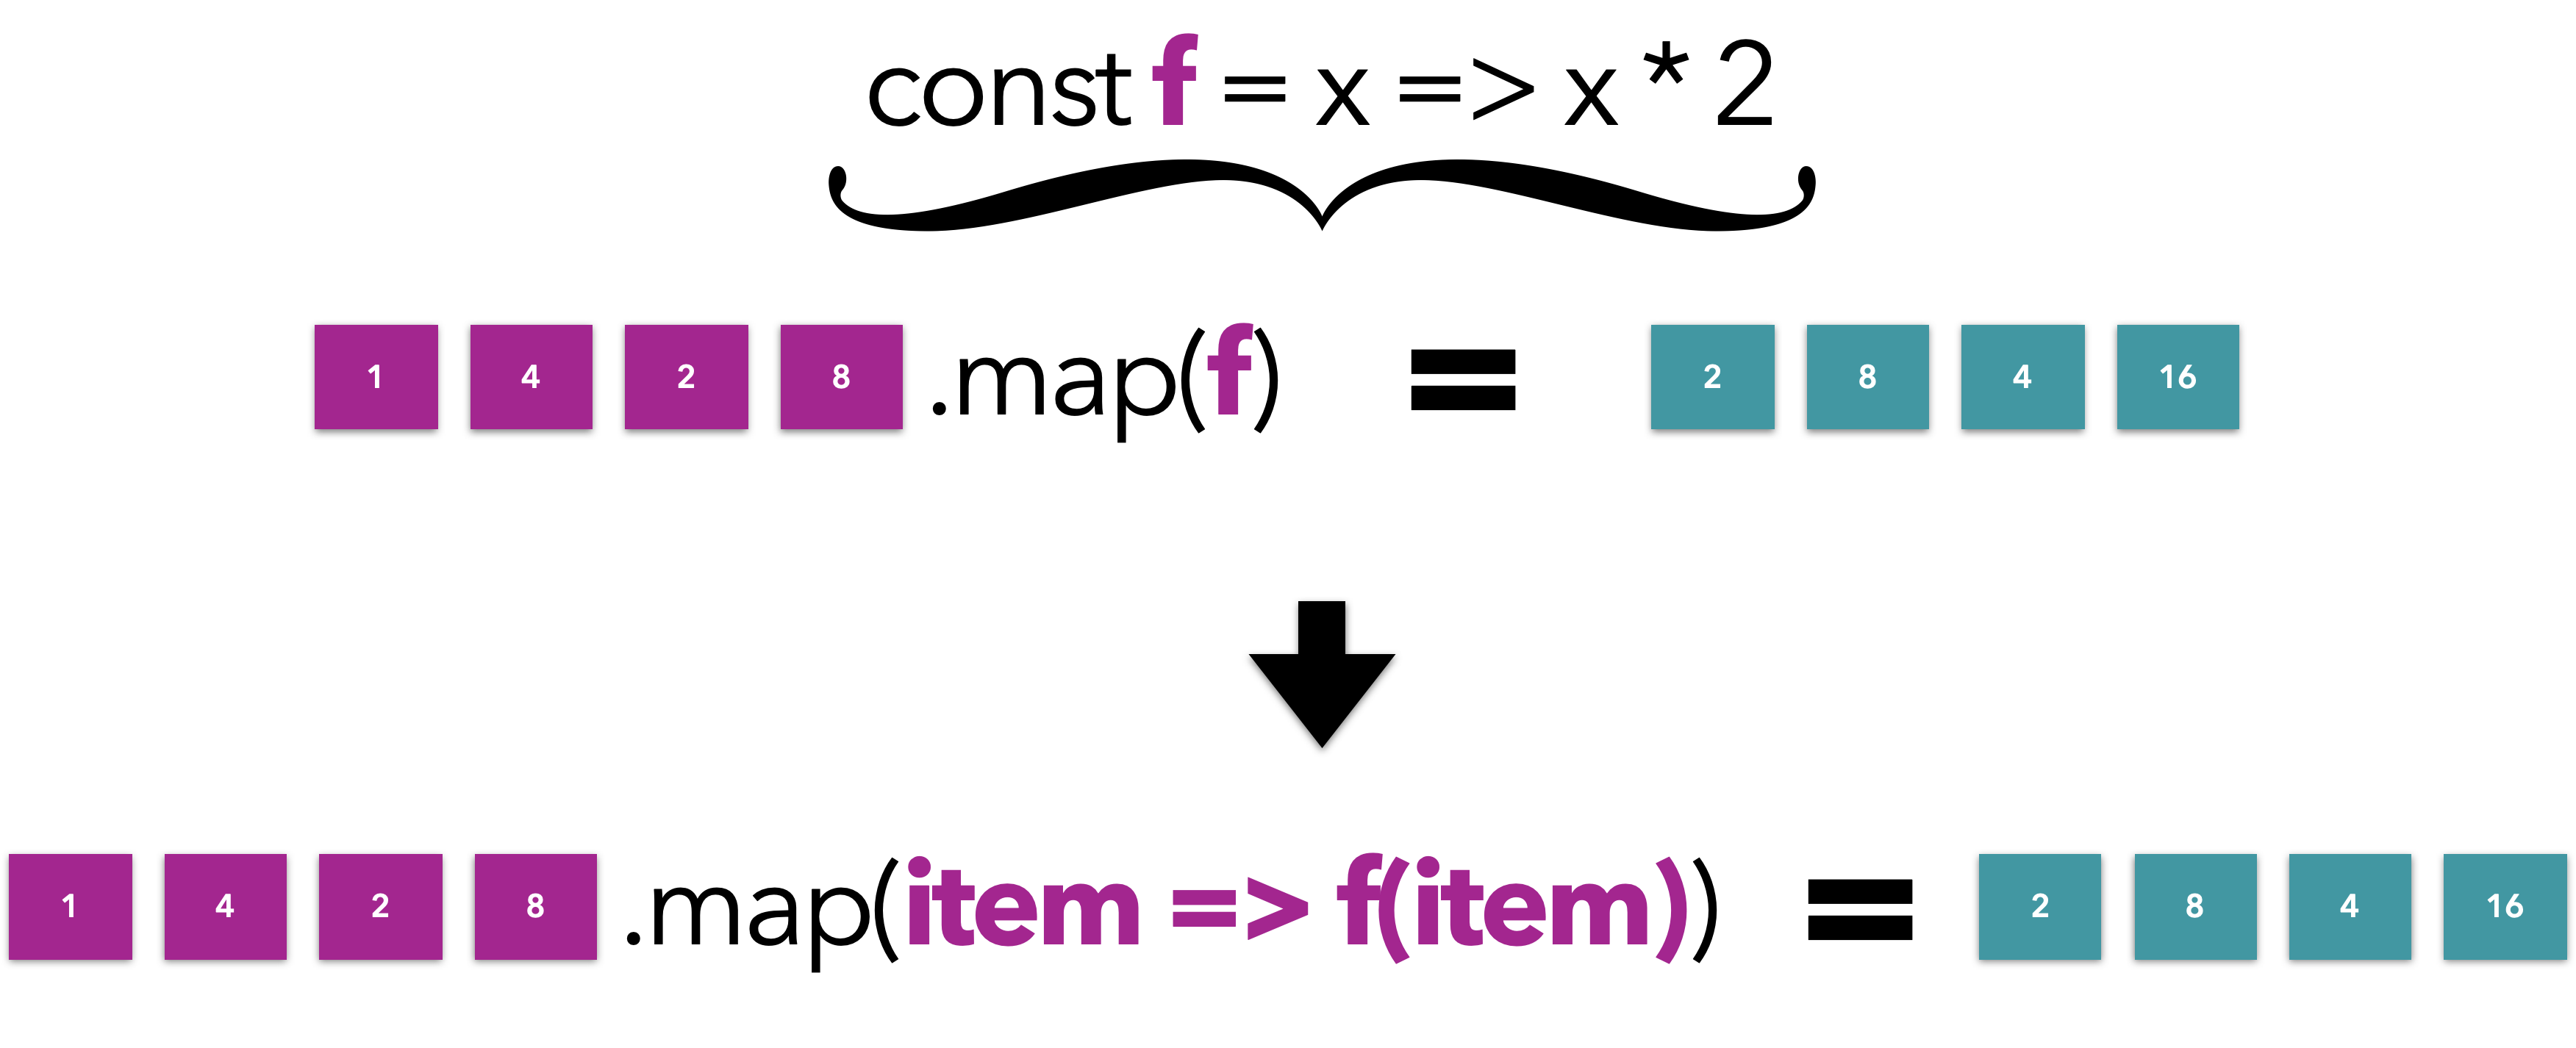 const f = x => x * 2
1 4 2 8 .map(f) = 2 8 4 16
1 4 2 8 .map(item => f(item)) = 2 8 4 16